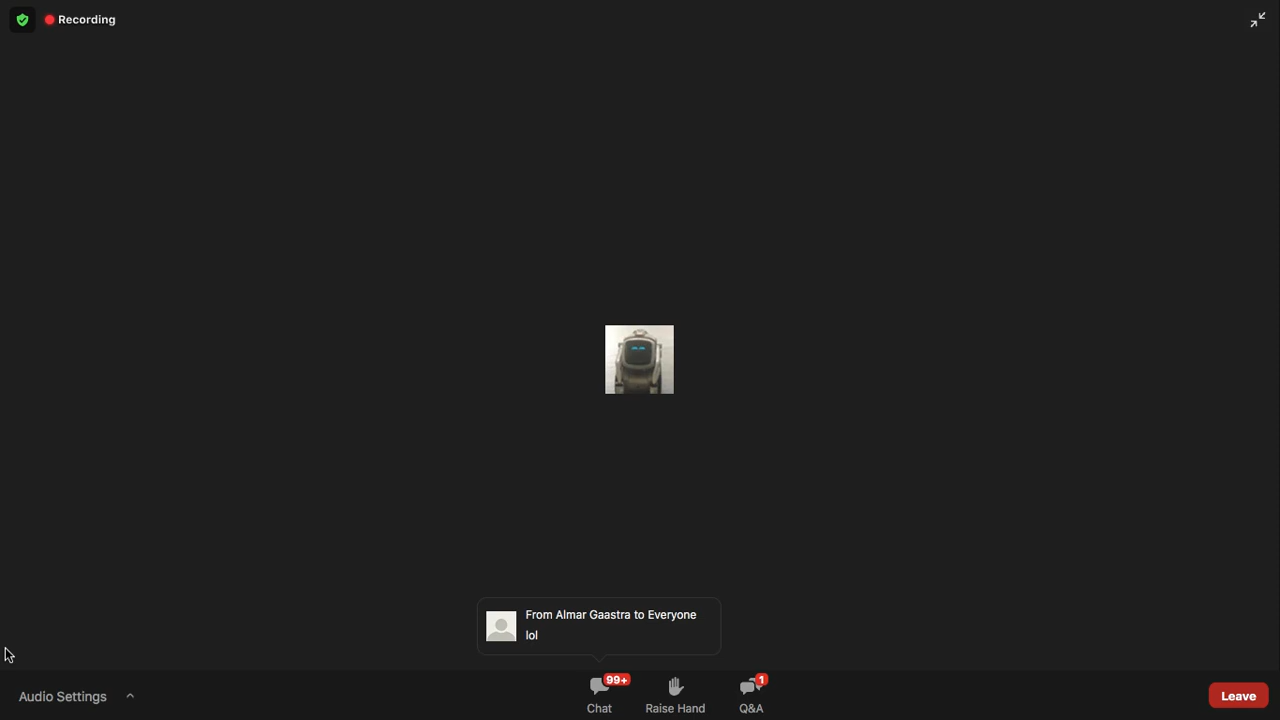 Recording
From Almar Gaastra to Everyone
lol
99+
1
Audio Settings
Chat
Raise Hand
Q&A
Leave